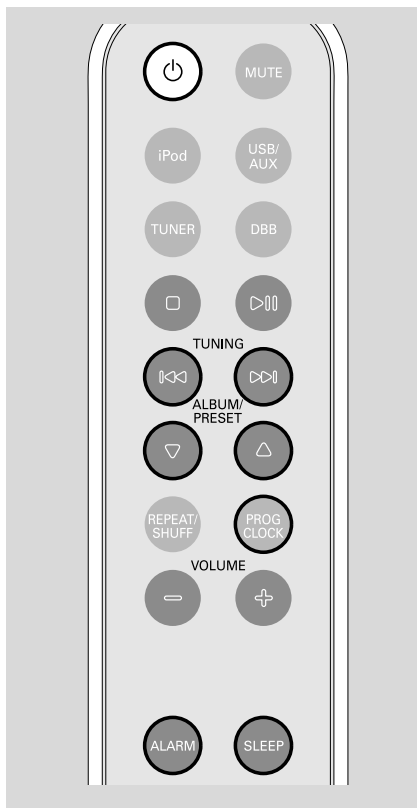 MUTE
iPod
USB/
AUX
TUNER
DBB
TUNING
ALBUM/
PRESET
REPEAT/
SHUFF
PROG
CLOCK
VOLUME
ALARM
SLEEP